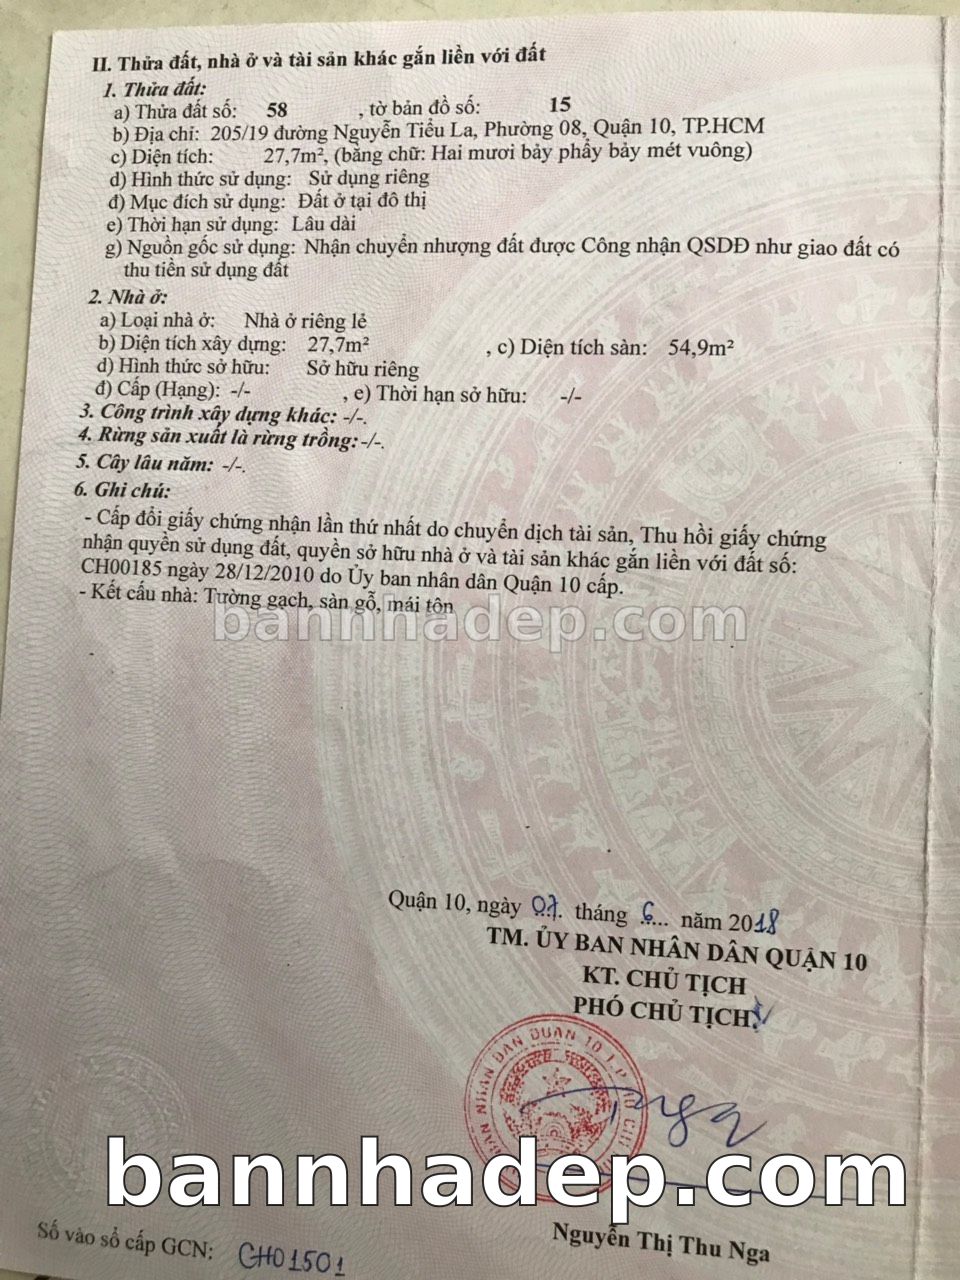 II. Thửa đất, nhà ở và tài sản khác gắn liền với đất
1. Thửa đất:
a) Thửa đất số: 58 , tờ bản đồ số: 15
b) Địa chỉ: 205/19 đường Nguyễn Tiểu La, Phường 08, Quận 10, TP.HCM
c) Diện tích: 27,7m², (bằng chữ: Hai mươi bảy phẩy bảy mét vuông)
d) Hình thức sử dụng: Sử dụng riêng
đ) Mục đích sử dụng: Đất ở tại đô thị
e) Thời hạn sử dụng: Lâu dài
g) Nguồn gốc sử dụng: Nhận chuyển nhượng đất được Công nhận QSDĐ như giao đất có
thu tiền sử dụng đất
2. Nhà ở:
a) Loại nhà ở: Nhà ở riêng lẻ
b) Diện tích xây dựng: 27,7m² , c) Diện tích sàn: 54,9m²
d) Hình thức sở hữu: Sở hữu riêng
đ) Cấp (Hạng): -/- , e) Thời hạn sở hữu: -/-
3. Công trình xây dựng khác: -/-.
4. Rừng sản xuất là rừng trồng: -/-.
5. Cây lâu năm: -/-.
6. Ghi chú:
- Cấp đổi giấy chứng nhận lần thứ nhất do chuyển dịch tài sản, Thu hồi giấy chứng
nhận quyền sử dụng đất, quyền sở hữu nhà ở và tài sản khác gắn liền với đất số:
CH00185 ngày 28/12/2010 do Ủy ban nhân dân Quận 10 cấp.
- Kết cấu nhà: Tường gạch, sàn gỗ, mái tôn
bannhadep.com
Quận 10, ngày 07 tháng 6 năm 2018
TM. ỦY BAN NHÂN DÂN QUẬN 10
KT. CHỦ TỊCH
PHÓ CHỦ TỊCH
bannhadep.com
Nguyễn Thị Thu Nga
Số vào sổ cấp GCN: CH01501